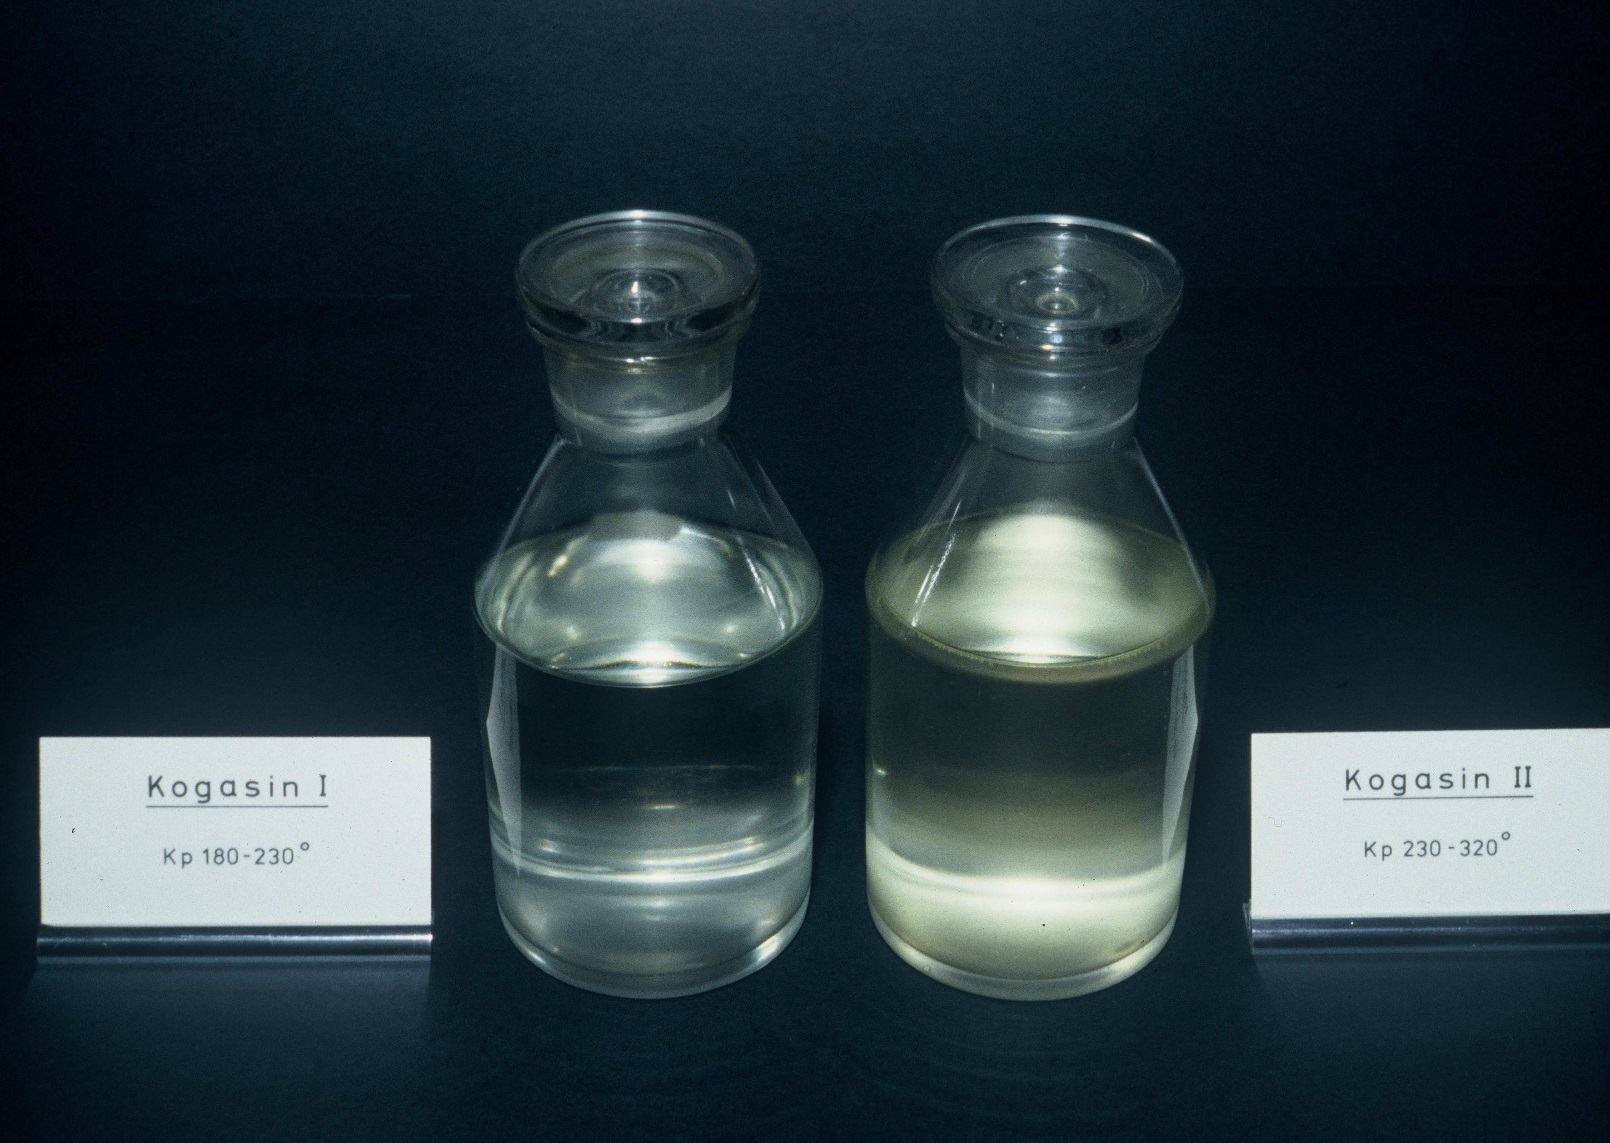 Kogasin I
Kp 180-230°
Kogasin II
Kp 230-320°